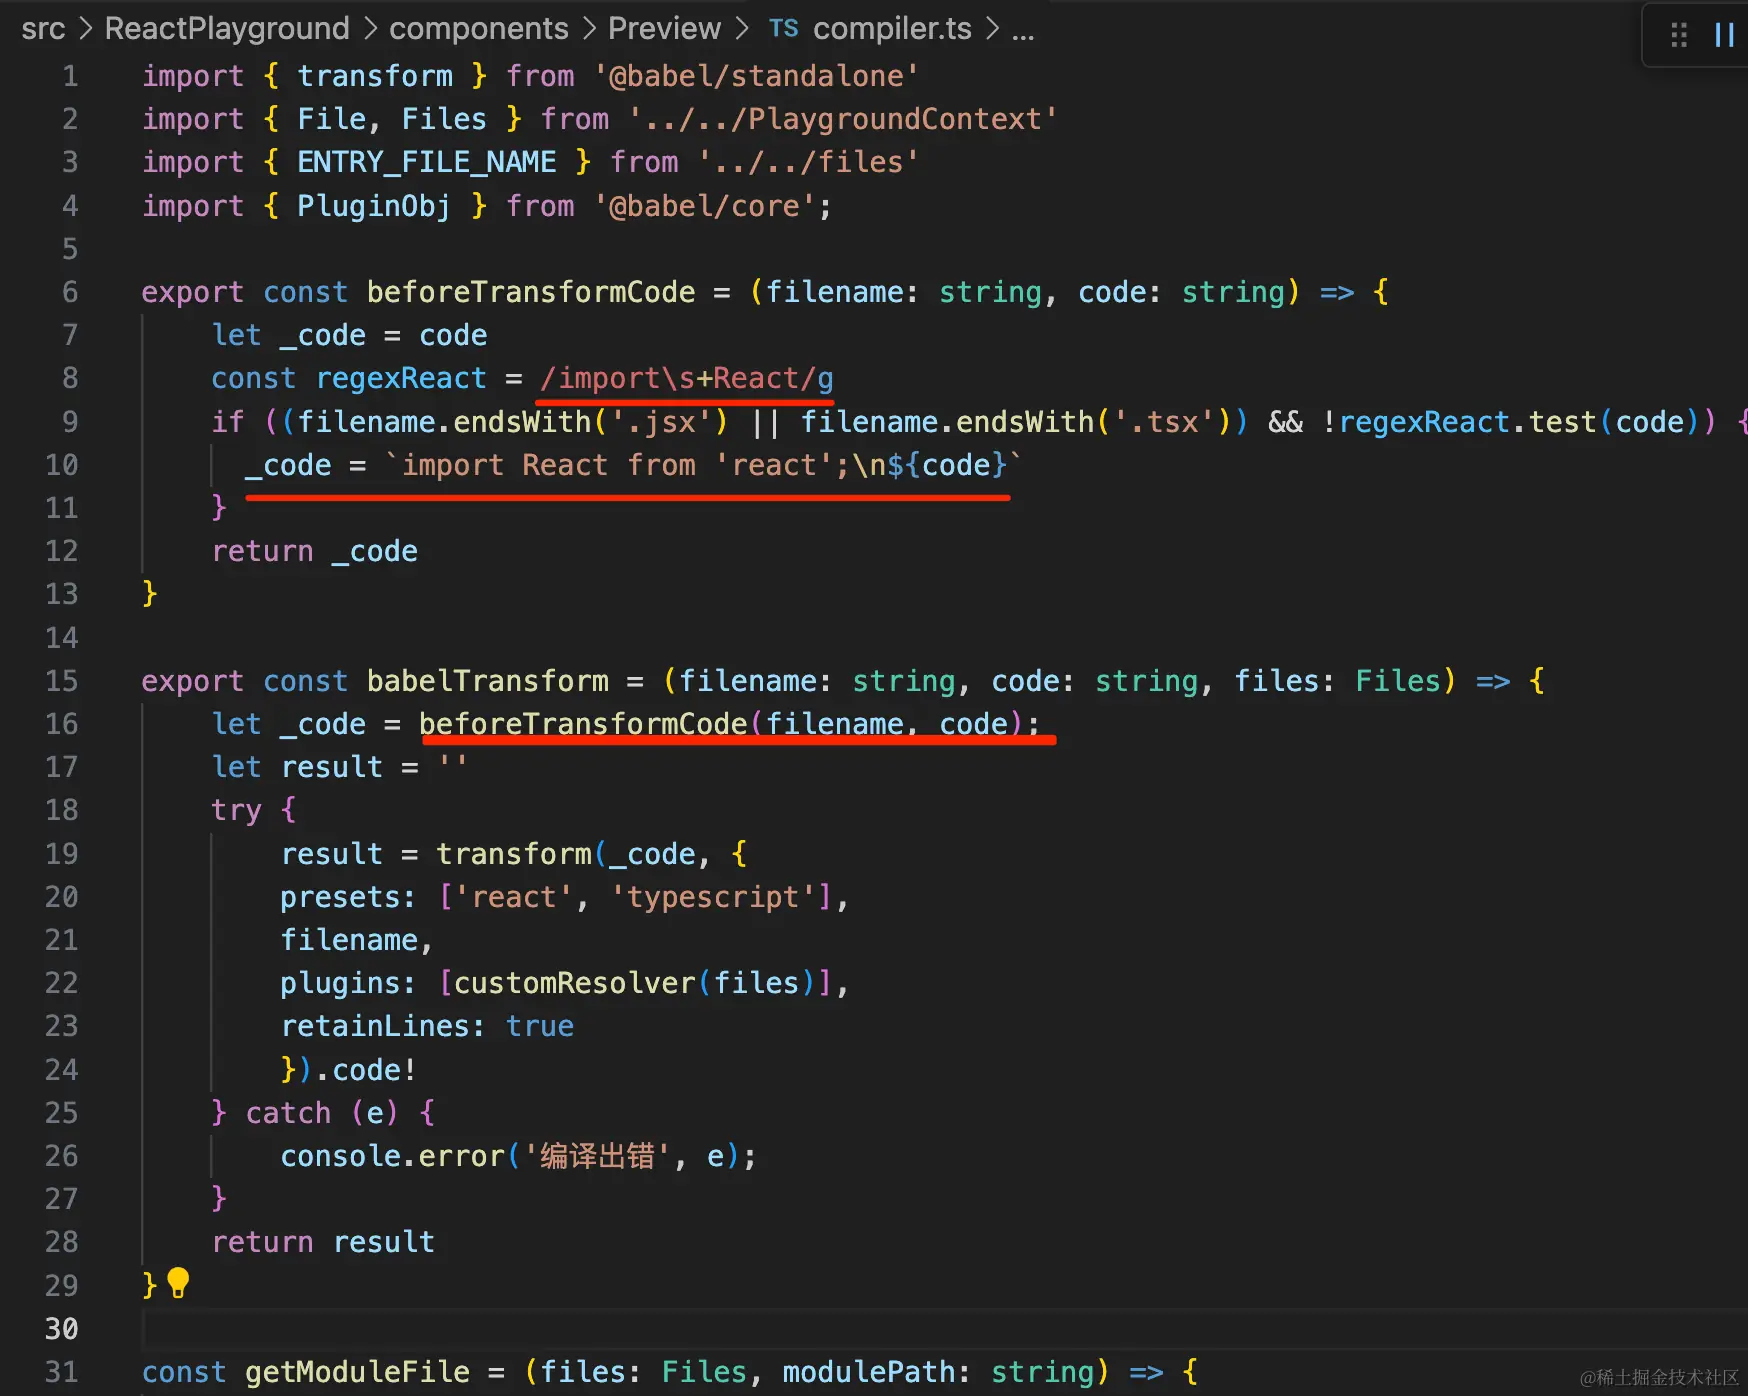 src > ReactPlayground > components > Preview > TS compiler.ts > ...
1 import { transform } from '@babel/standalone'
2 import { File, Files } from '../../PlaygroundContext'
3 import { ENTRY_FILE_NAME } from '../../files'
4 import { PluginObj } from '@babel/core';
5
6 export const beforeTransformCode = (filename: string, code: string) => {
7 let _code = code
8 const regexReact = /import\s+React/g
9 if ((filename.endsWith('.jsx') || filename.endsWith('.tsx')) && !regexReact.test(code)) {
10 _code = `import React from 'react';\n${code}`
11 }
12 return _code
13 }
14
15 export const babelTransform = (filename: string, code: string, files: Files) => {
16 let _code = beforeTransformCode(filename, code);
17 let result = ''
18 try {
19 result = transform(_code, {
20 presets: ['react', 'typescript'],
21 filename,
22 plugins: [customResolver(files)],
23 retainLines: true
24 }).code!
25 } catch (e) {
26 console.error('编译出错', e);
27 }
28 return result
29 }
30
31 const getModuleFile = (files: Files, modulePath: string) => {
@稀土掘金技术社区